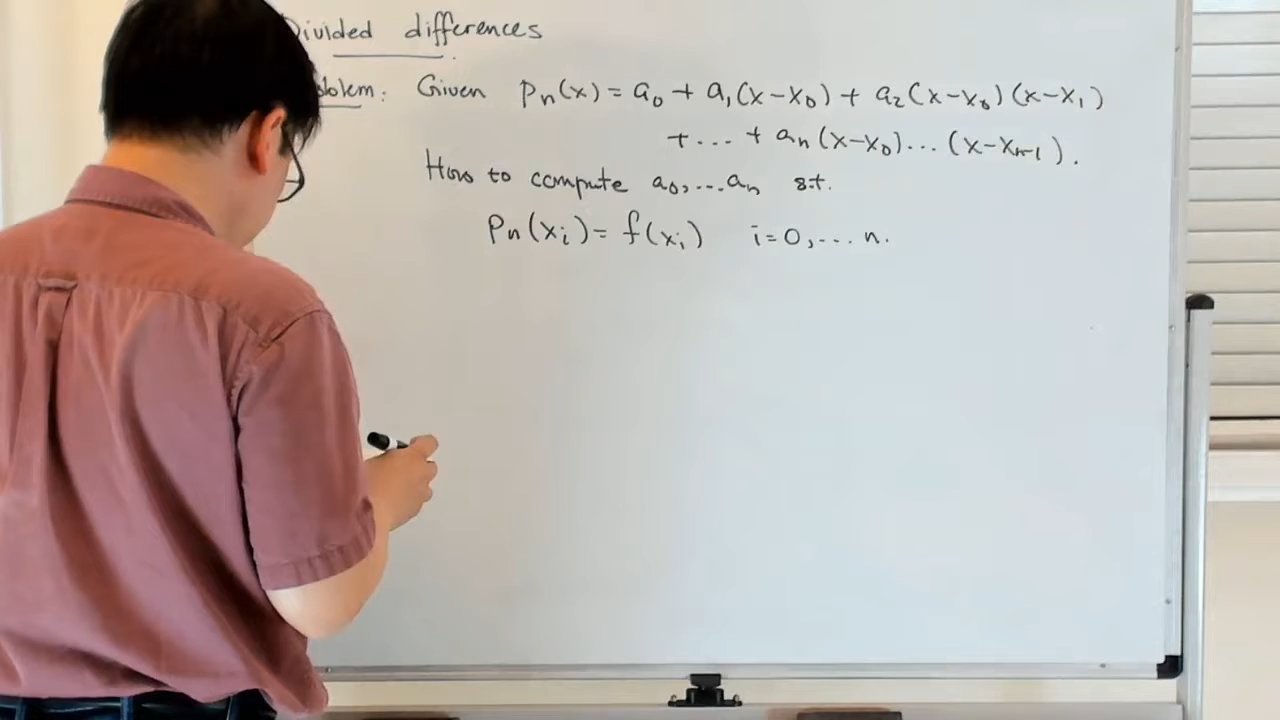 Divided differences
Problem: Given Pn(x) = a0 + a1(x-x0) + a2(x-x0)(x-x1)
+ ... + an(x-x0)...(x-xn-1).
How to compute a0,...an s.t.
Pn(xi) = f(xi) i=0,... n.